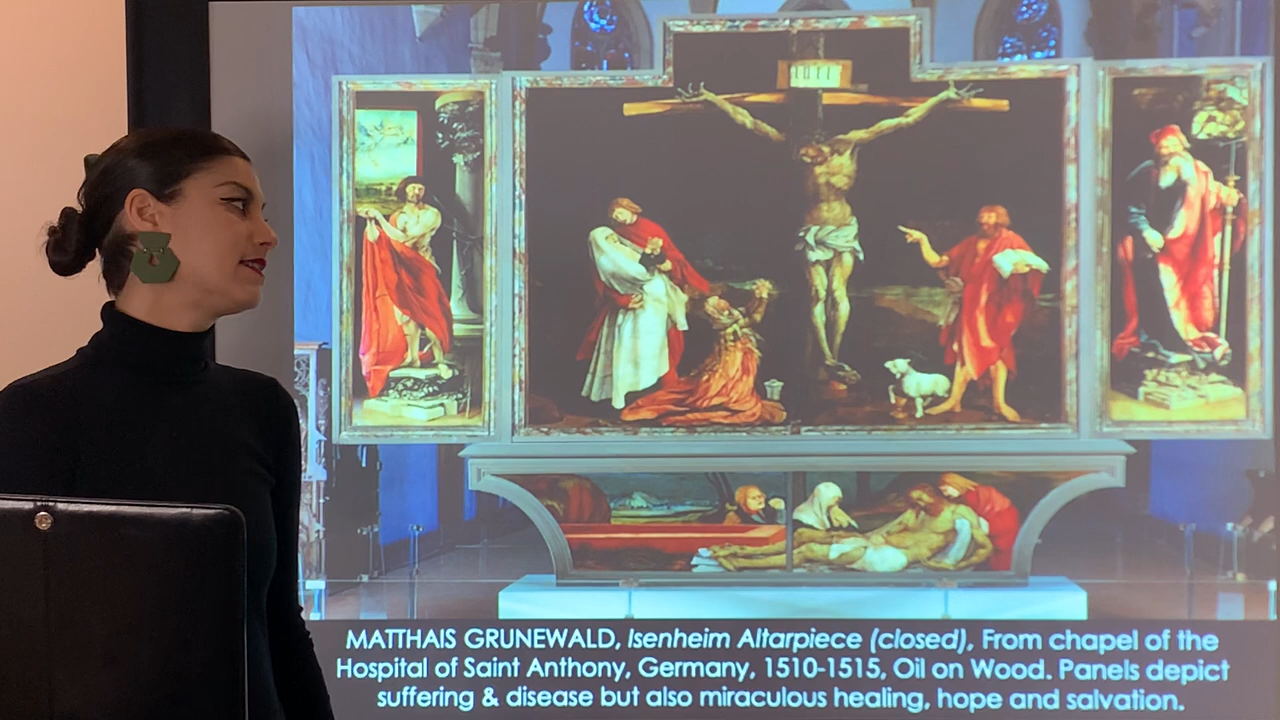 INRI
MATTHAIS GRUNEWALD, Isenheim Altarpiece (closed), From chapel of the
Hospital of Saint Anthony, Germany, 1510-1515, Oil on Wood. Panels depict
suffering & disease but also miraculous healing, hope and salvation.